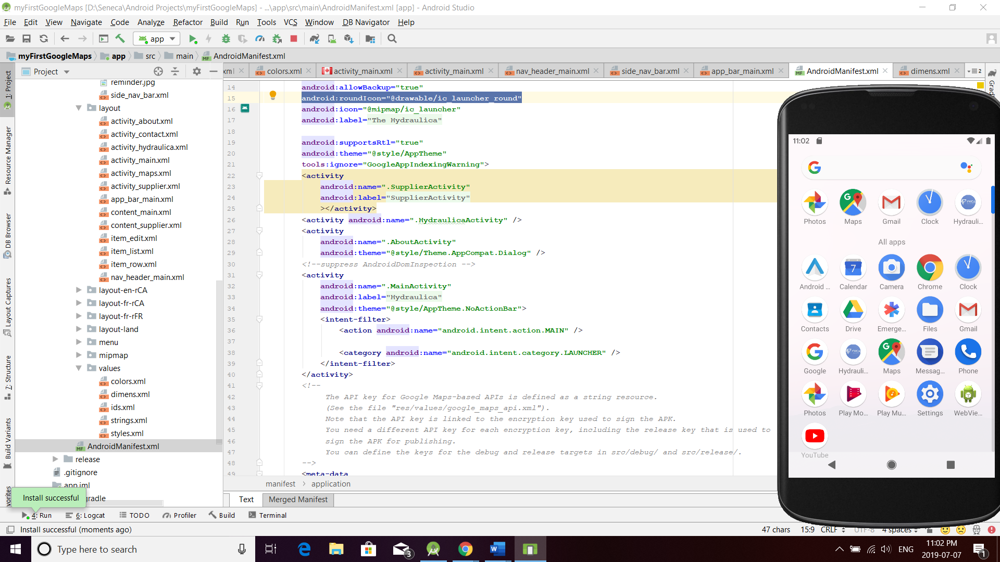 myFirstGoogleMaps [D:\Seneca\Android Projects\myFirstGoogleMaps] - ...\app\src\main\AndroidManifest.xml [app] - Android Studio
File Edit View Navigate Code Analyze Refactor Build Run Tools VCS Window DB Navigator Help
app
myFirstGoogleMaps app src main AndroidManifest.xml
Project
xml colors.xml activity_main.xml activity_main.xml nav_header_main.xml side_nav_bar.xml app_bar_main.xml AndroidManifest.xml dimens.xml 2
1: Project
Resource Manager
DB Browser
Layout Captures
7: Structure
Build Variants
vorites
Gradl
reminder.jpg
side_nav_bar.xml
layout
activity_about.xml
activity_contact.xml
activity_hydraulica.xml
activity_main.xml
activity_maps.xml
activity_supplier.xml
app_bar_main.xml
content_main.xml
content_supplier.xml
item_edit.xml
item_list.xml
item_row.xml
nav_header_main.xml
layout-en-rCA
layout-fr-rCA
layout-fr-rFR
layout-land
menu
mipmap
values
colors.xml
dimens.xml
ids.xml
strings.xml
styles.xml
AndroidManifest.xml
release
.gitignore
app.iml
gradle
Install successful
14 android:allowBackup="true"
15 android:roundIcon="@drawable/ic_launcher_round"
16 android:icon="@mipmap/ic_launcher"
17 android:label="The Hydraulica"
18
19 android:supportsRtl="true"
20 android:theme="@style/AppTheme"
21 tools:ignore="GoogleAppIndexingWarning">
22 <activity
23 android:name=".SupplierActivity"
24 android:label="SupplierActivity"
25 ></activity>
26 <activity android:name=".HydraulicaActivity" />
27 <activity
28 android:name=".AboutActivity"
29 android:theme="@style/Theme.AppCompat.Dialog" />
30 <!--suppress AndroidDomInspection -->
31 <activity
32 android:name=".MainActivity"
33 android:label="Hydraulica"
34 android:theme="@style/AppTheme.NoActionBar">
35 <intent-filter>
36 <action android:name="android.intent.action.MAIN" />
37
38 <category android:name="android.intent.category.LAUNCHER" />
39 </intent-filter>
40 </activity>
41 <!--
42 The API key for Google Maps-based APIs is defined as a string resource.
43 (See the file "res/values/google_maps_api.xml").
44 Note that the API key is linked to the encryption key used to sign the APK.
45 You need a different API key for each encryption key, including the release key that is used to
46 sign the APK for publishing.
47 You can define the keys for the debug and release targets in src/debug/ and src/release/.
48 -->
49 <meta-data
manifest application
Text Merged Manifest
11:02
Photos Maps Gmail Clock Hydrauli...
All apps
7
Android ... Calendar Camera Chrome Clock
Contacts Drive Emerge... Files Gmail
Google Hydrauli... Maps Messag... Phone
Photos Play Mo... Play Mu... Settings WebVie...
YouTube
4: Run 6: Logcat TODO Profiler Build Terminal
Install successful (moments ago)
47 chars 15:9 CRLF UTF-8 4 spaces
Type here to search
3
ENG
11:02 PM
2019-07-07
1